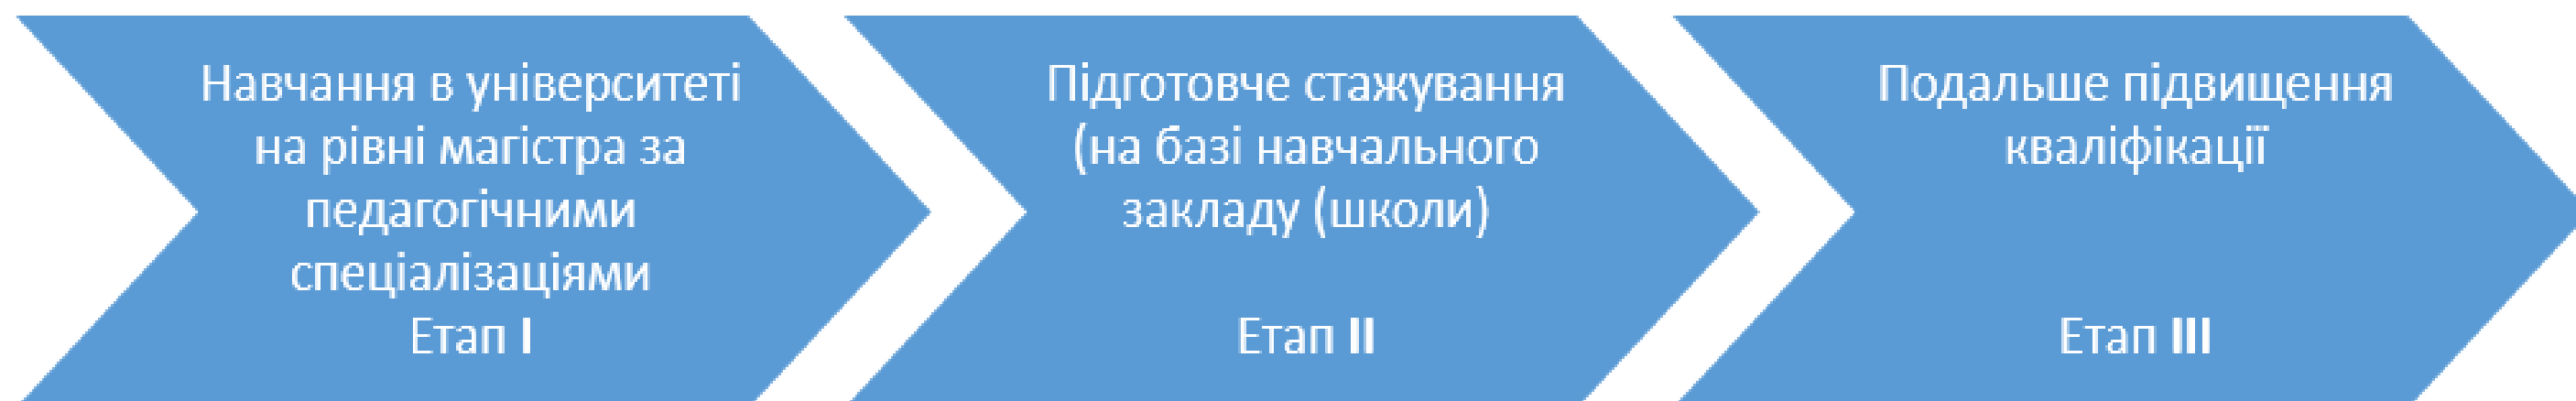 Навчання в університеті
на рівні магістра за
педагогічними
спеціалізаціями
Етап I
Підготовче стажування
(на базі навчального
закладу (школи)
Етап II
Подальше підвищення
кваліфікації
Етап III